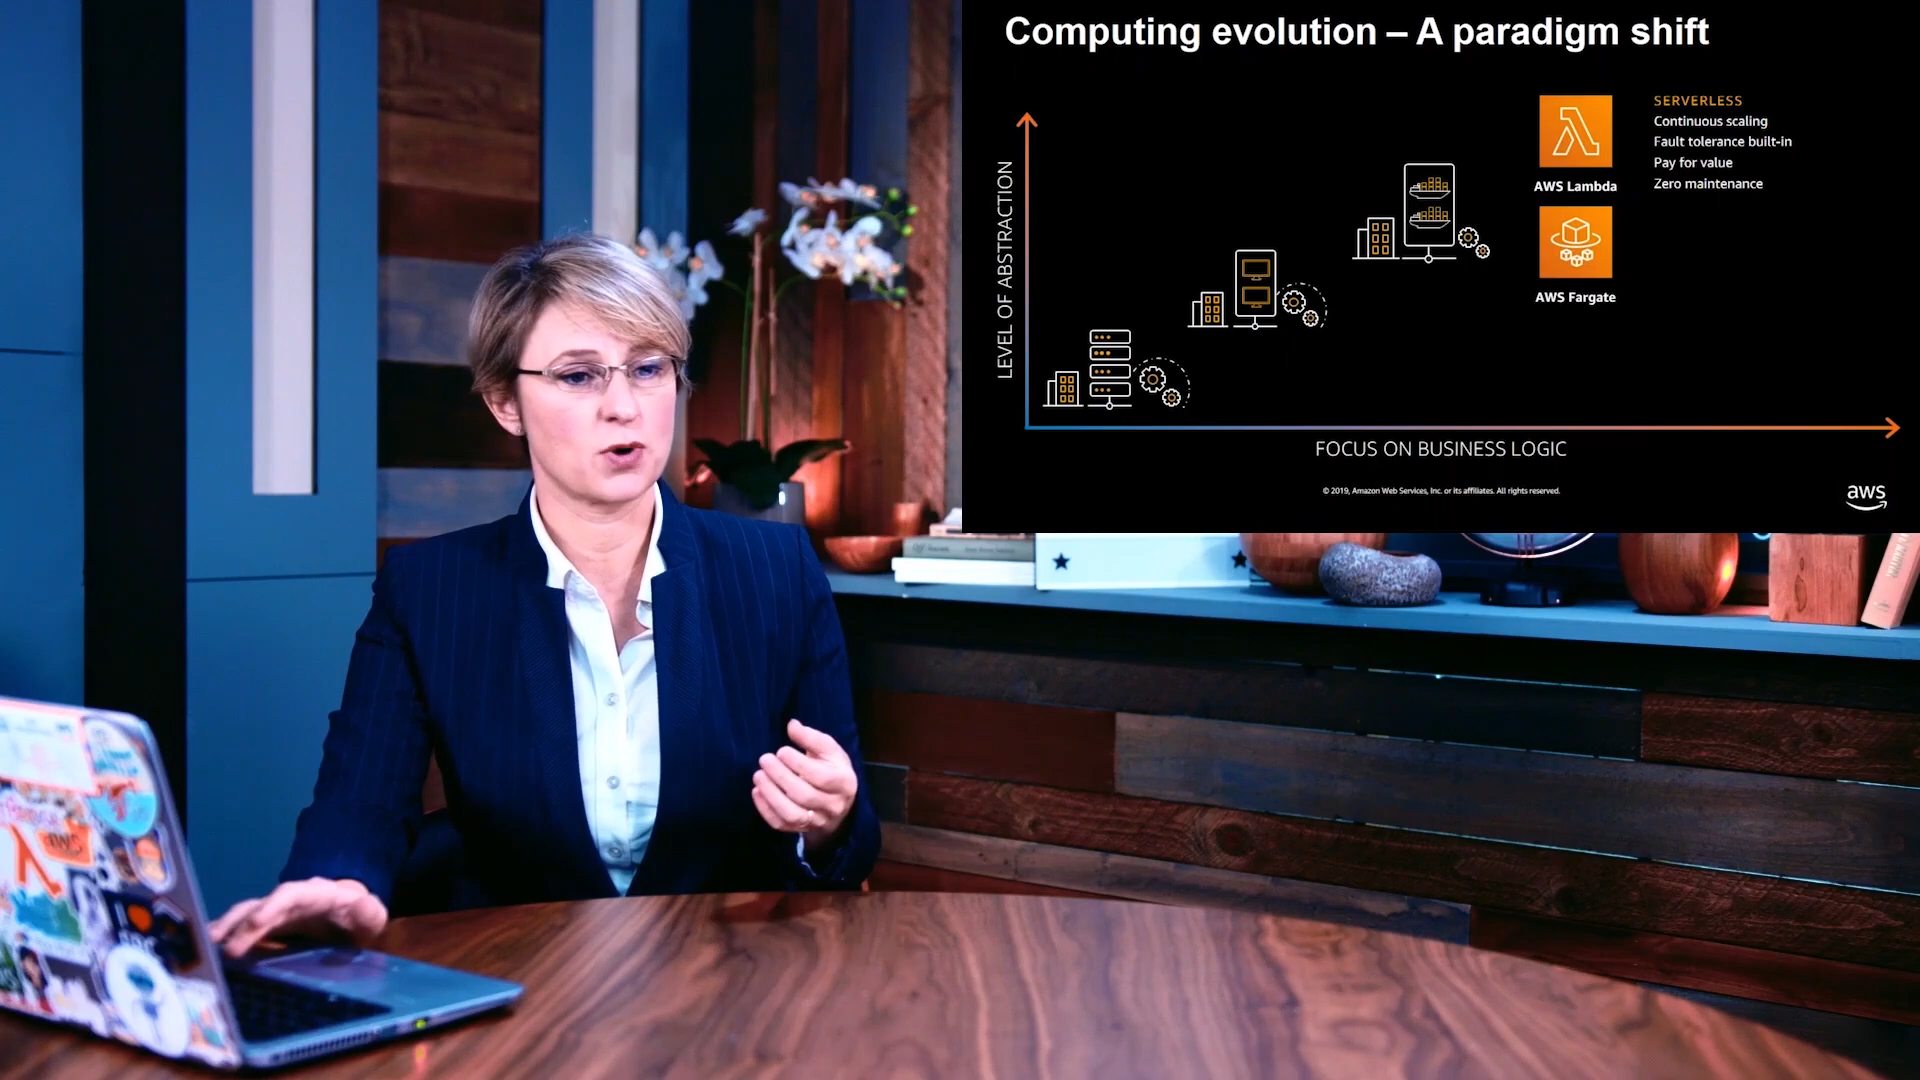 Computing evolution – A paradigm shift
SERVERLESS
Continuous scaling
Fault tolerance built-in
Pay for value
Zero maintenance
AWS Lambda
AWS Fargate
LEVEL OF ABSTRACTION
FOCUS ON BUSINESS LOGIC
© 2019, Amazon Web Services, Inc. or its affiliates. All rights reserved.
aws
AWS